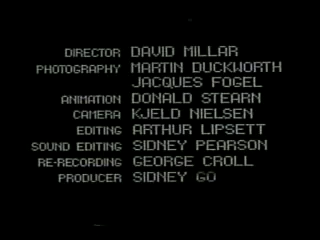 DIRECTOR DAVID MILLAR
PHOTOGRAPHY MARTIN DUCKWORTH
JACQUES FOGEL
ANIMATION DONALD STEARN
CAMERA KJELD NIELSEN
EDITING ARTHUR LIPSETT
SOUND EDITING SIDNEY PEARSON
RE-RECORDING GEORGE CROLL
PRODUCER SIDNEY GO